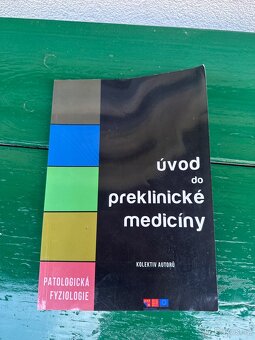 úvod
do
preklinické
medicíny
KOLEKTIV AUTORŮ
PATOLOGICKÁ
FYZIOLOGIE